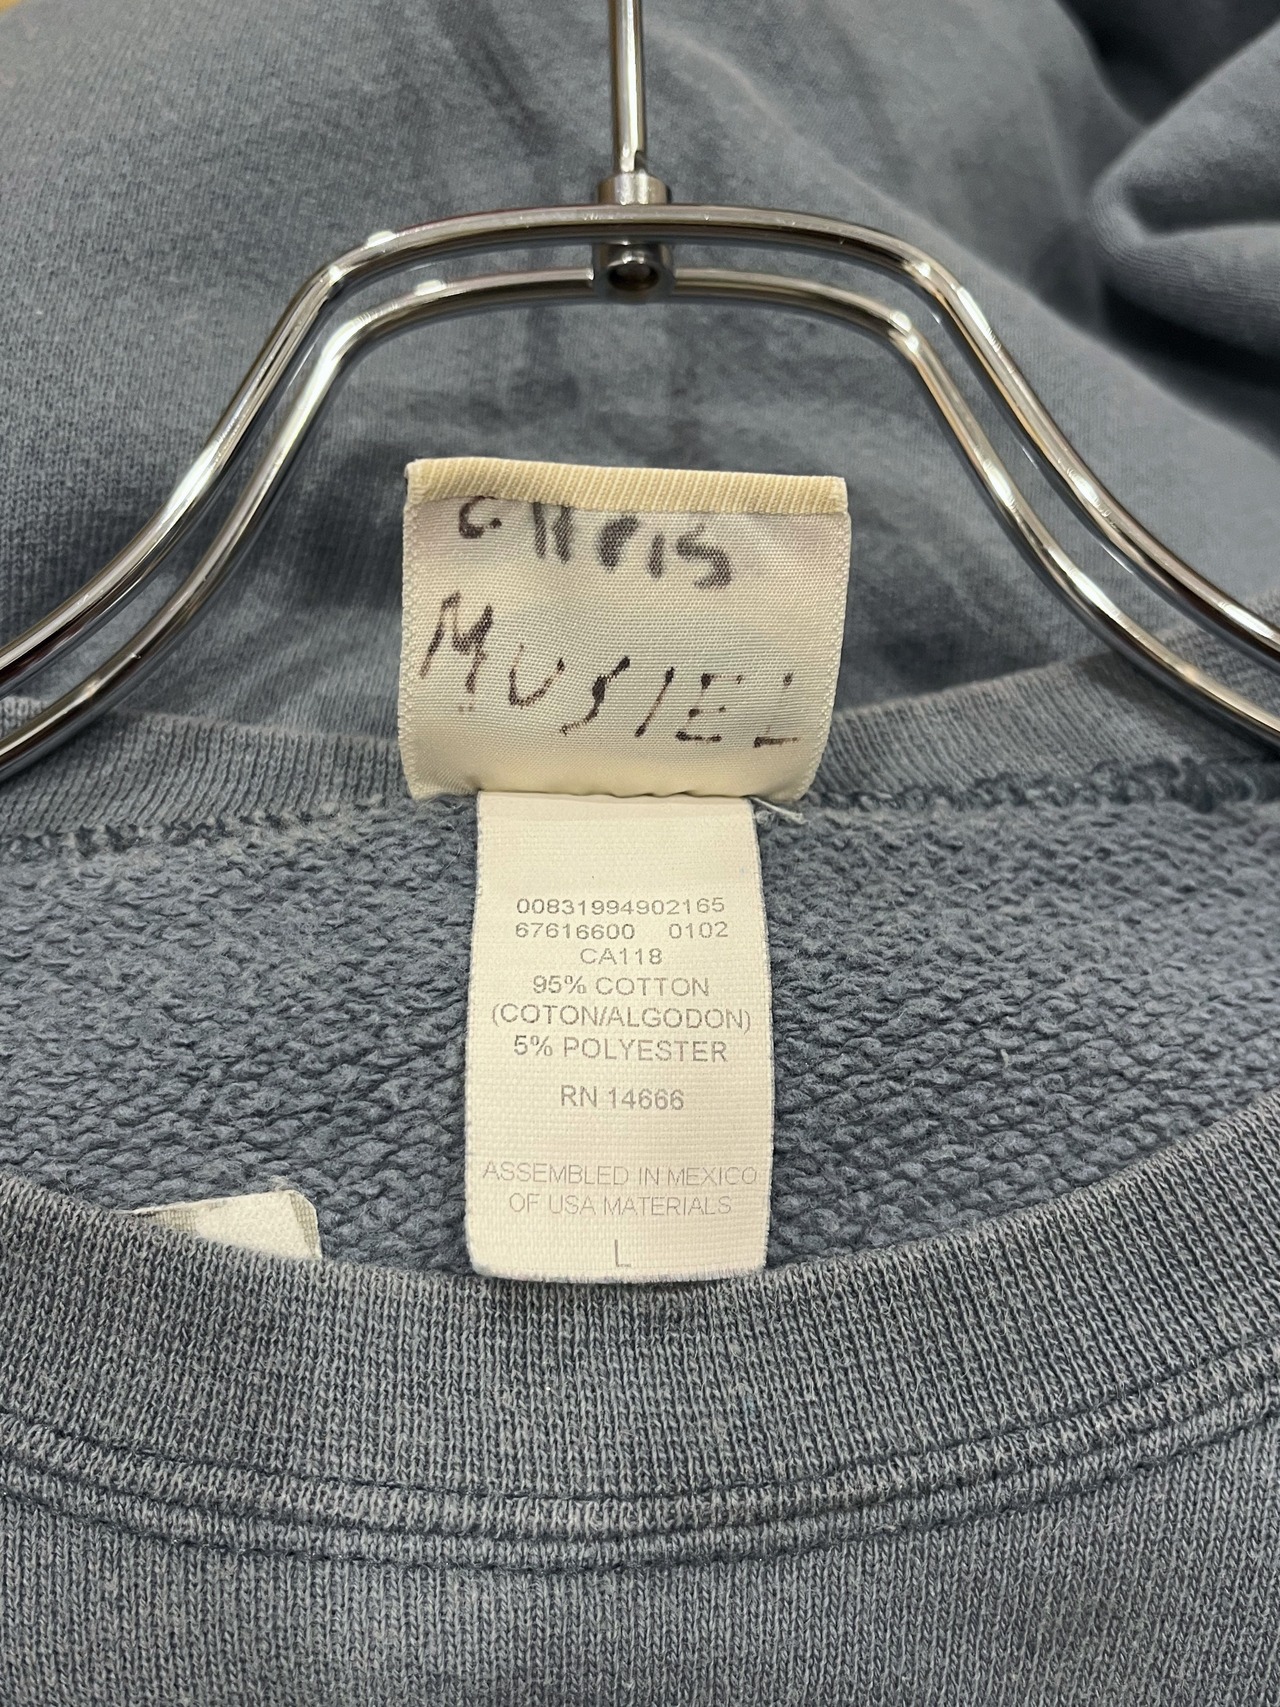 CHRIS
MUSIEL
00831994902165
67616600 0102
CA118
95% COTTON
(COTON/ALGODON)
5% POLYESTER
RN 14666
ASSEMBLED IN MEXICO
OF USA MATERIALS
L